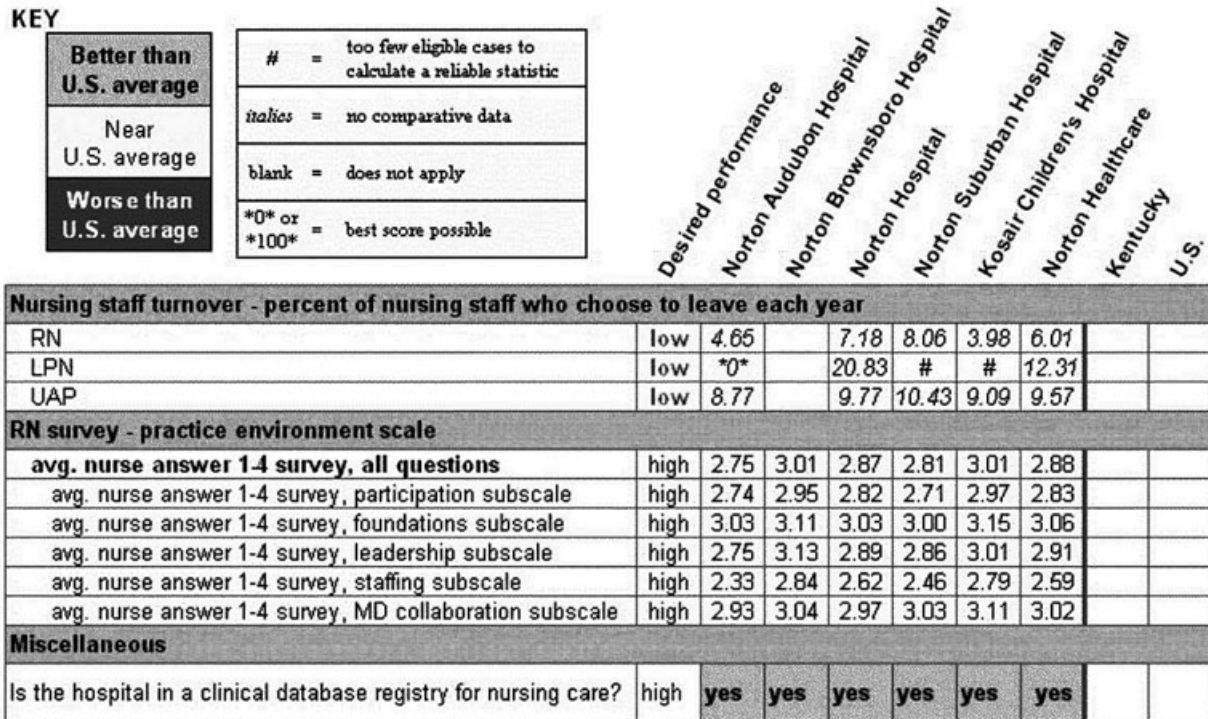 KEY
Better than
U.S. average
Near
U.S. average
Worse than
U.S. average
# = too few eligible cases to
calculate a reliable statistic
italics = no comparative data
blank = does not apply
*0* or
*100* = best score possible
Desired performance
Norton Audubon Hospital
Norton Brownsboro Hospital
Norton Hospital
Norton Suburban Hospital
Kosair Children's Hospital
Norton Healthcare
Kentucky
U.S.
Nursing staff turnover - percent of nursing staff who choose to leave each year
RN low 4.65 7.18 8.06 3.98 6.01
LPN low *0* 20.83 # # 12.31
UAP low 8.77 9.77 10.43 9.09 9.57
RN survey - practice environment scale
avg. nurse answer 1-4 survey, all questions high 2.75 3.01 2.87 2.81 3.01 2.88
avg. nurse answer 1-4 survey, participation subscale high 2.74 2.95 2.82 2.71 2.97 2.83
avg. nurse answer 1-4 survey, foundations subscale high 3.03 3.11 3.03 3.00 3.15 3.06
avg. nurse answer 1-4 survey, leadership subscale high 2.75 3.13 2.89 2.86 3.01 2.91
avg. nurse answer 1-4 survey, staffing subscale high 2.33 2.84 2.62 2.46 2.79 2.59
avg. nurse answer 1-4 survey, MD collaboration subscale high 2.93 3.04 2.97 3.03 3.11 3.02
Miscellaneous
Is the hospital in a clinical database registry for nursing care? high yes yes yes yes yes yes